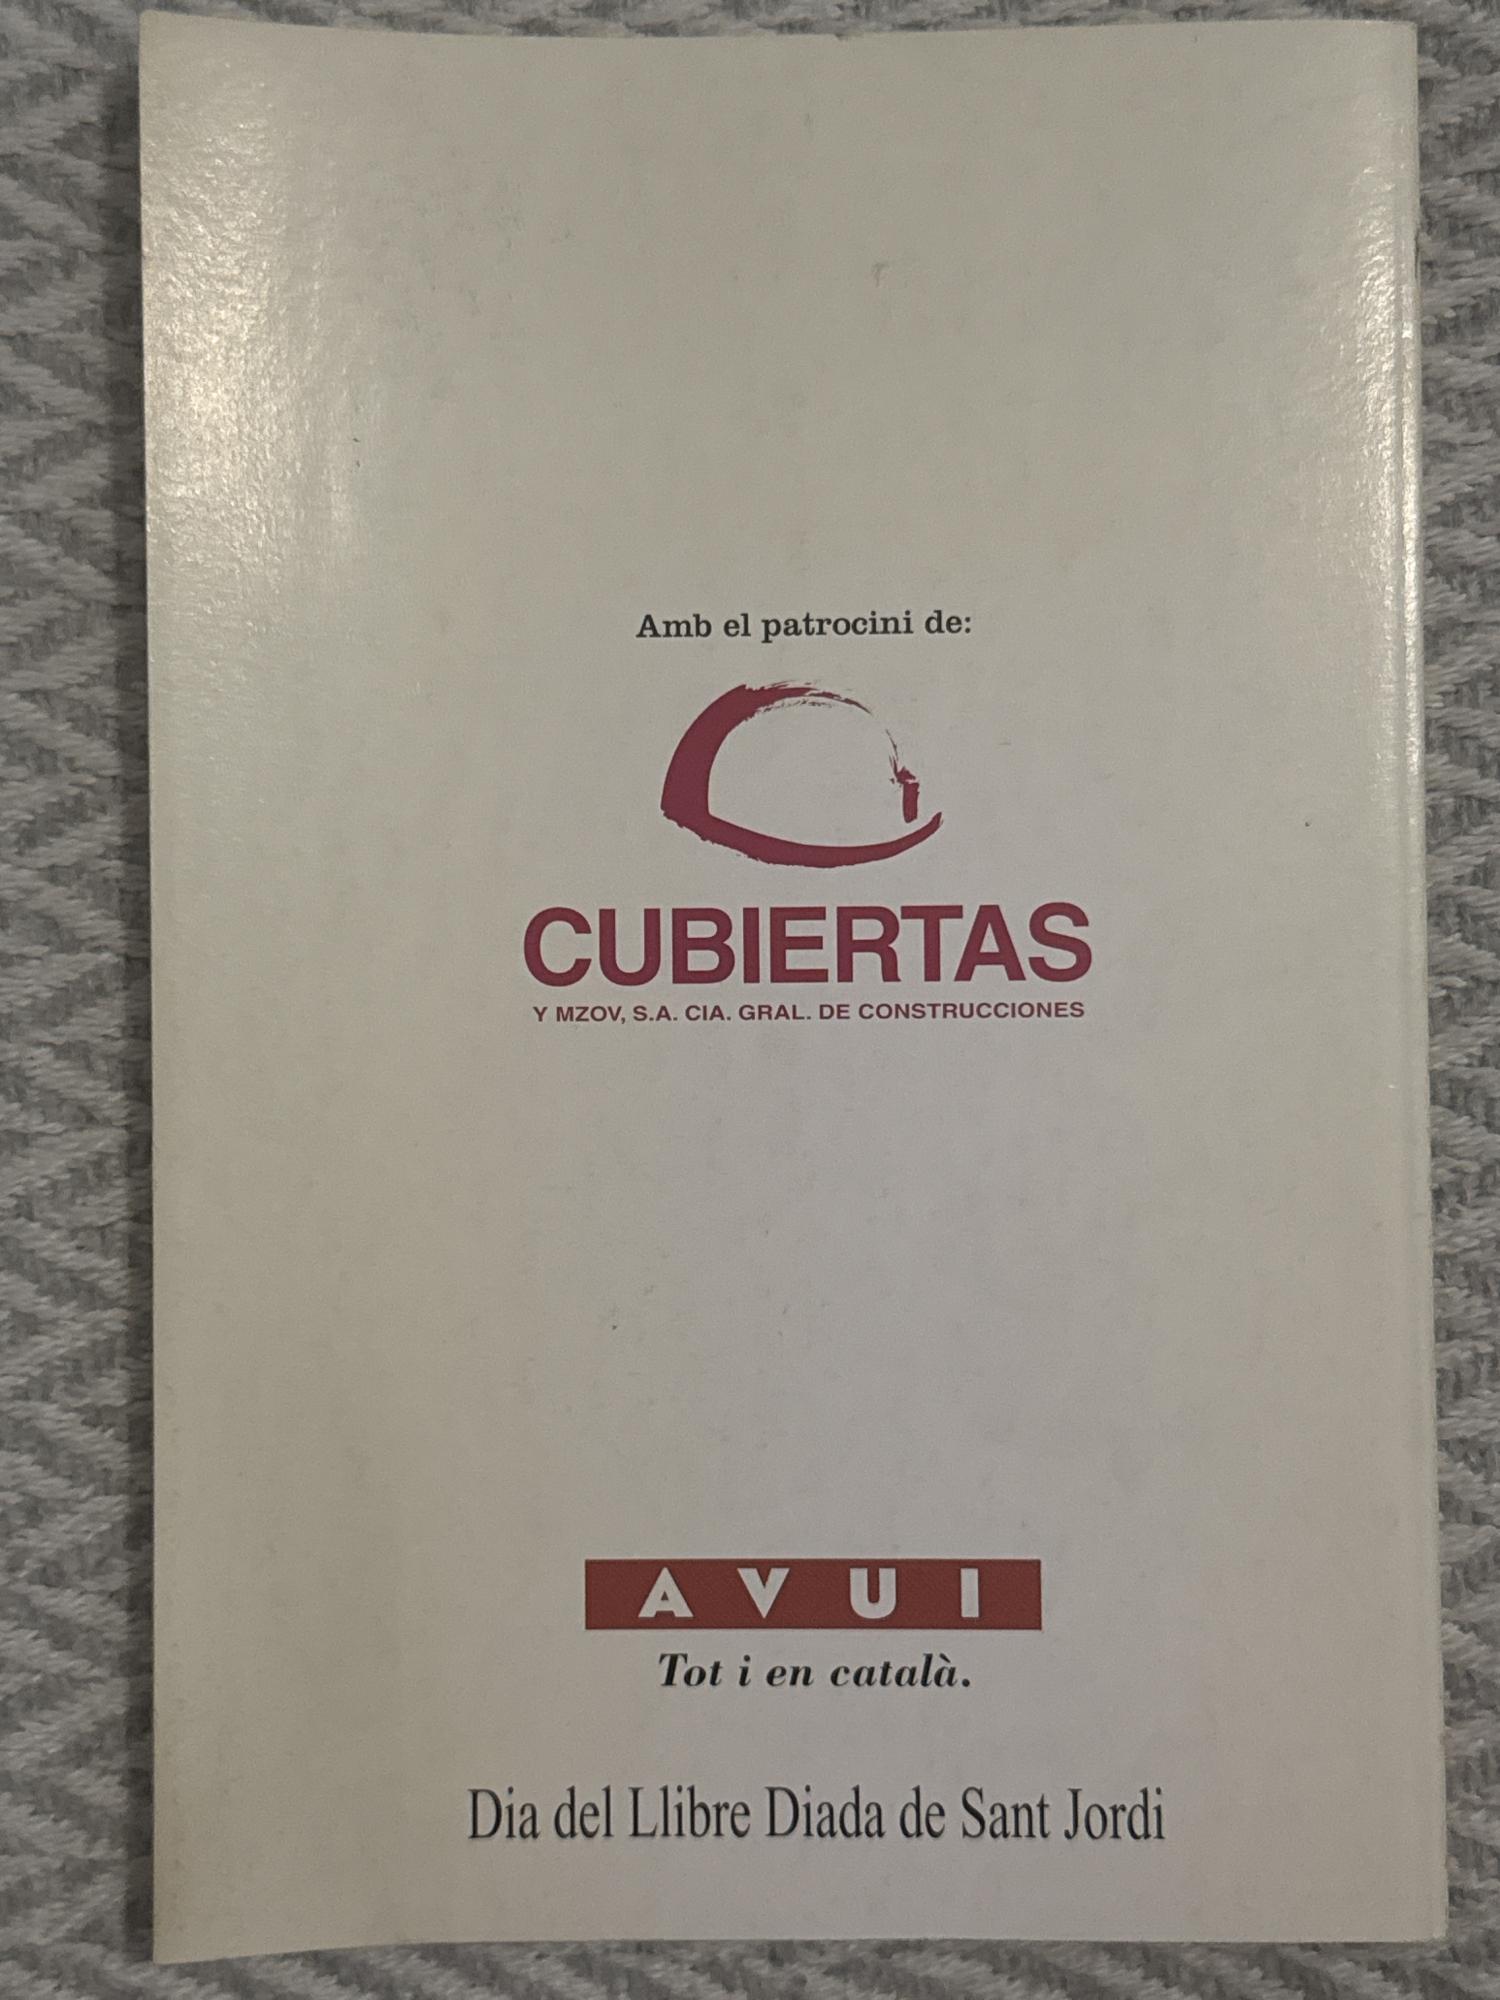 Amb el patrocini de:
CUBIERTAS
Y MZOV, S.A. CIA. GRAL. DE CONSTRUCCIONES
AVUI
Tot i en català.
Dia del Llibre Diada de Sant Jordi